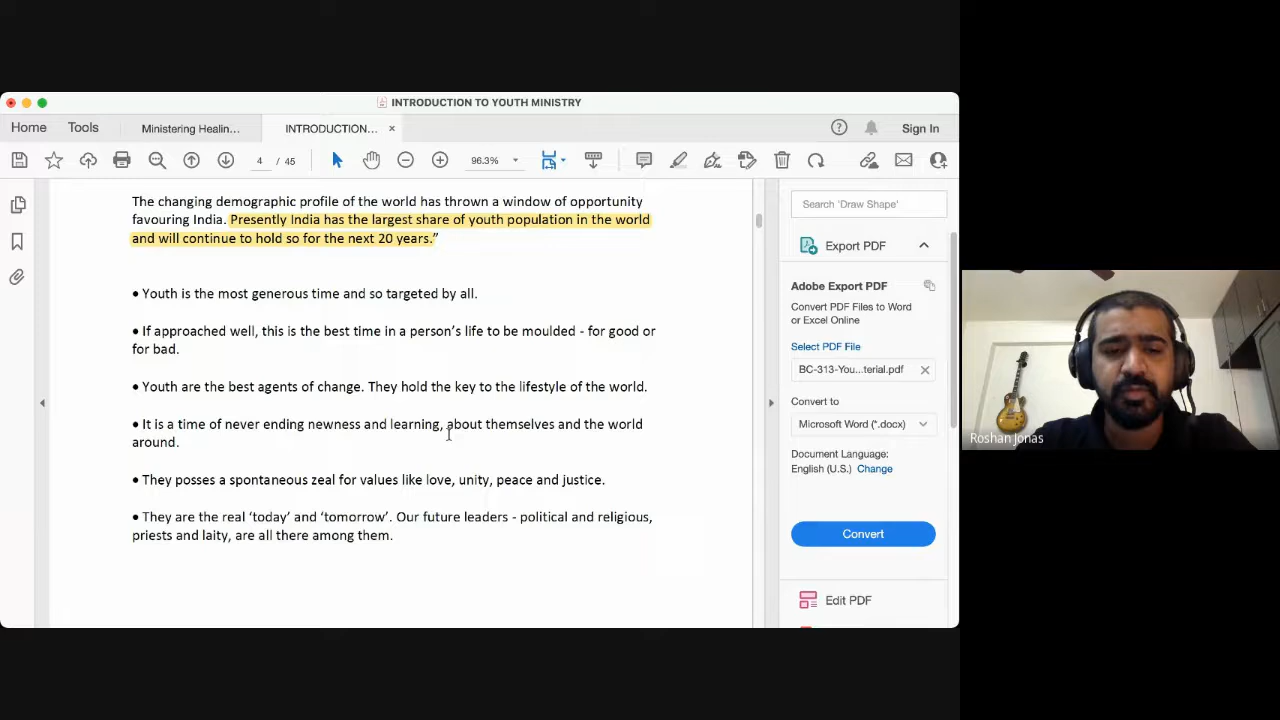 INTRODUCTION TO YOUTH MINISTRY
Home
Tools
Ministering Healin...
INTRODUCTION...
×
Sign In
4 / 45
96.3%
The changing demographic profile of the world has thrown a window of opportunity
favouring India. Presently India has the largest share of youth population in the world
and will continue to hold so for the next 20 years.”
• Youth is the most generous time and so targeted by all.
• If approached well, this is the best time in a person’s life to be moulded - for good or
for bad.
• Youth are the best agents of change. They hold the key to the lifestyle of the world.
• It is a time of never ending newness and learning, about themselves and the world
around.
• They posses a spontaneous zeal for values like love, unity, peace and justice.
• They are the real ‘today’ and ‘tomorrow’. Our future leaders - political and religious,
priests and laity, are all there among them.
Search 'Draw Shape'
Export PDF
Adobe Export PDF
Convert PDF Files to Word
or Excel Online
Select PDF File
BC-313-You...terial.pdf
Convert to
Microsoft Word (*.docx)
Document Language:
English (U.S.) Change
Convert
Edit PDF
Roshan Jonas